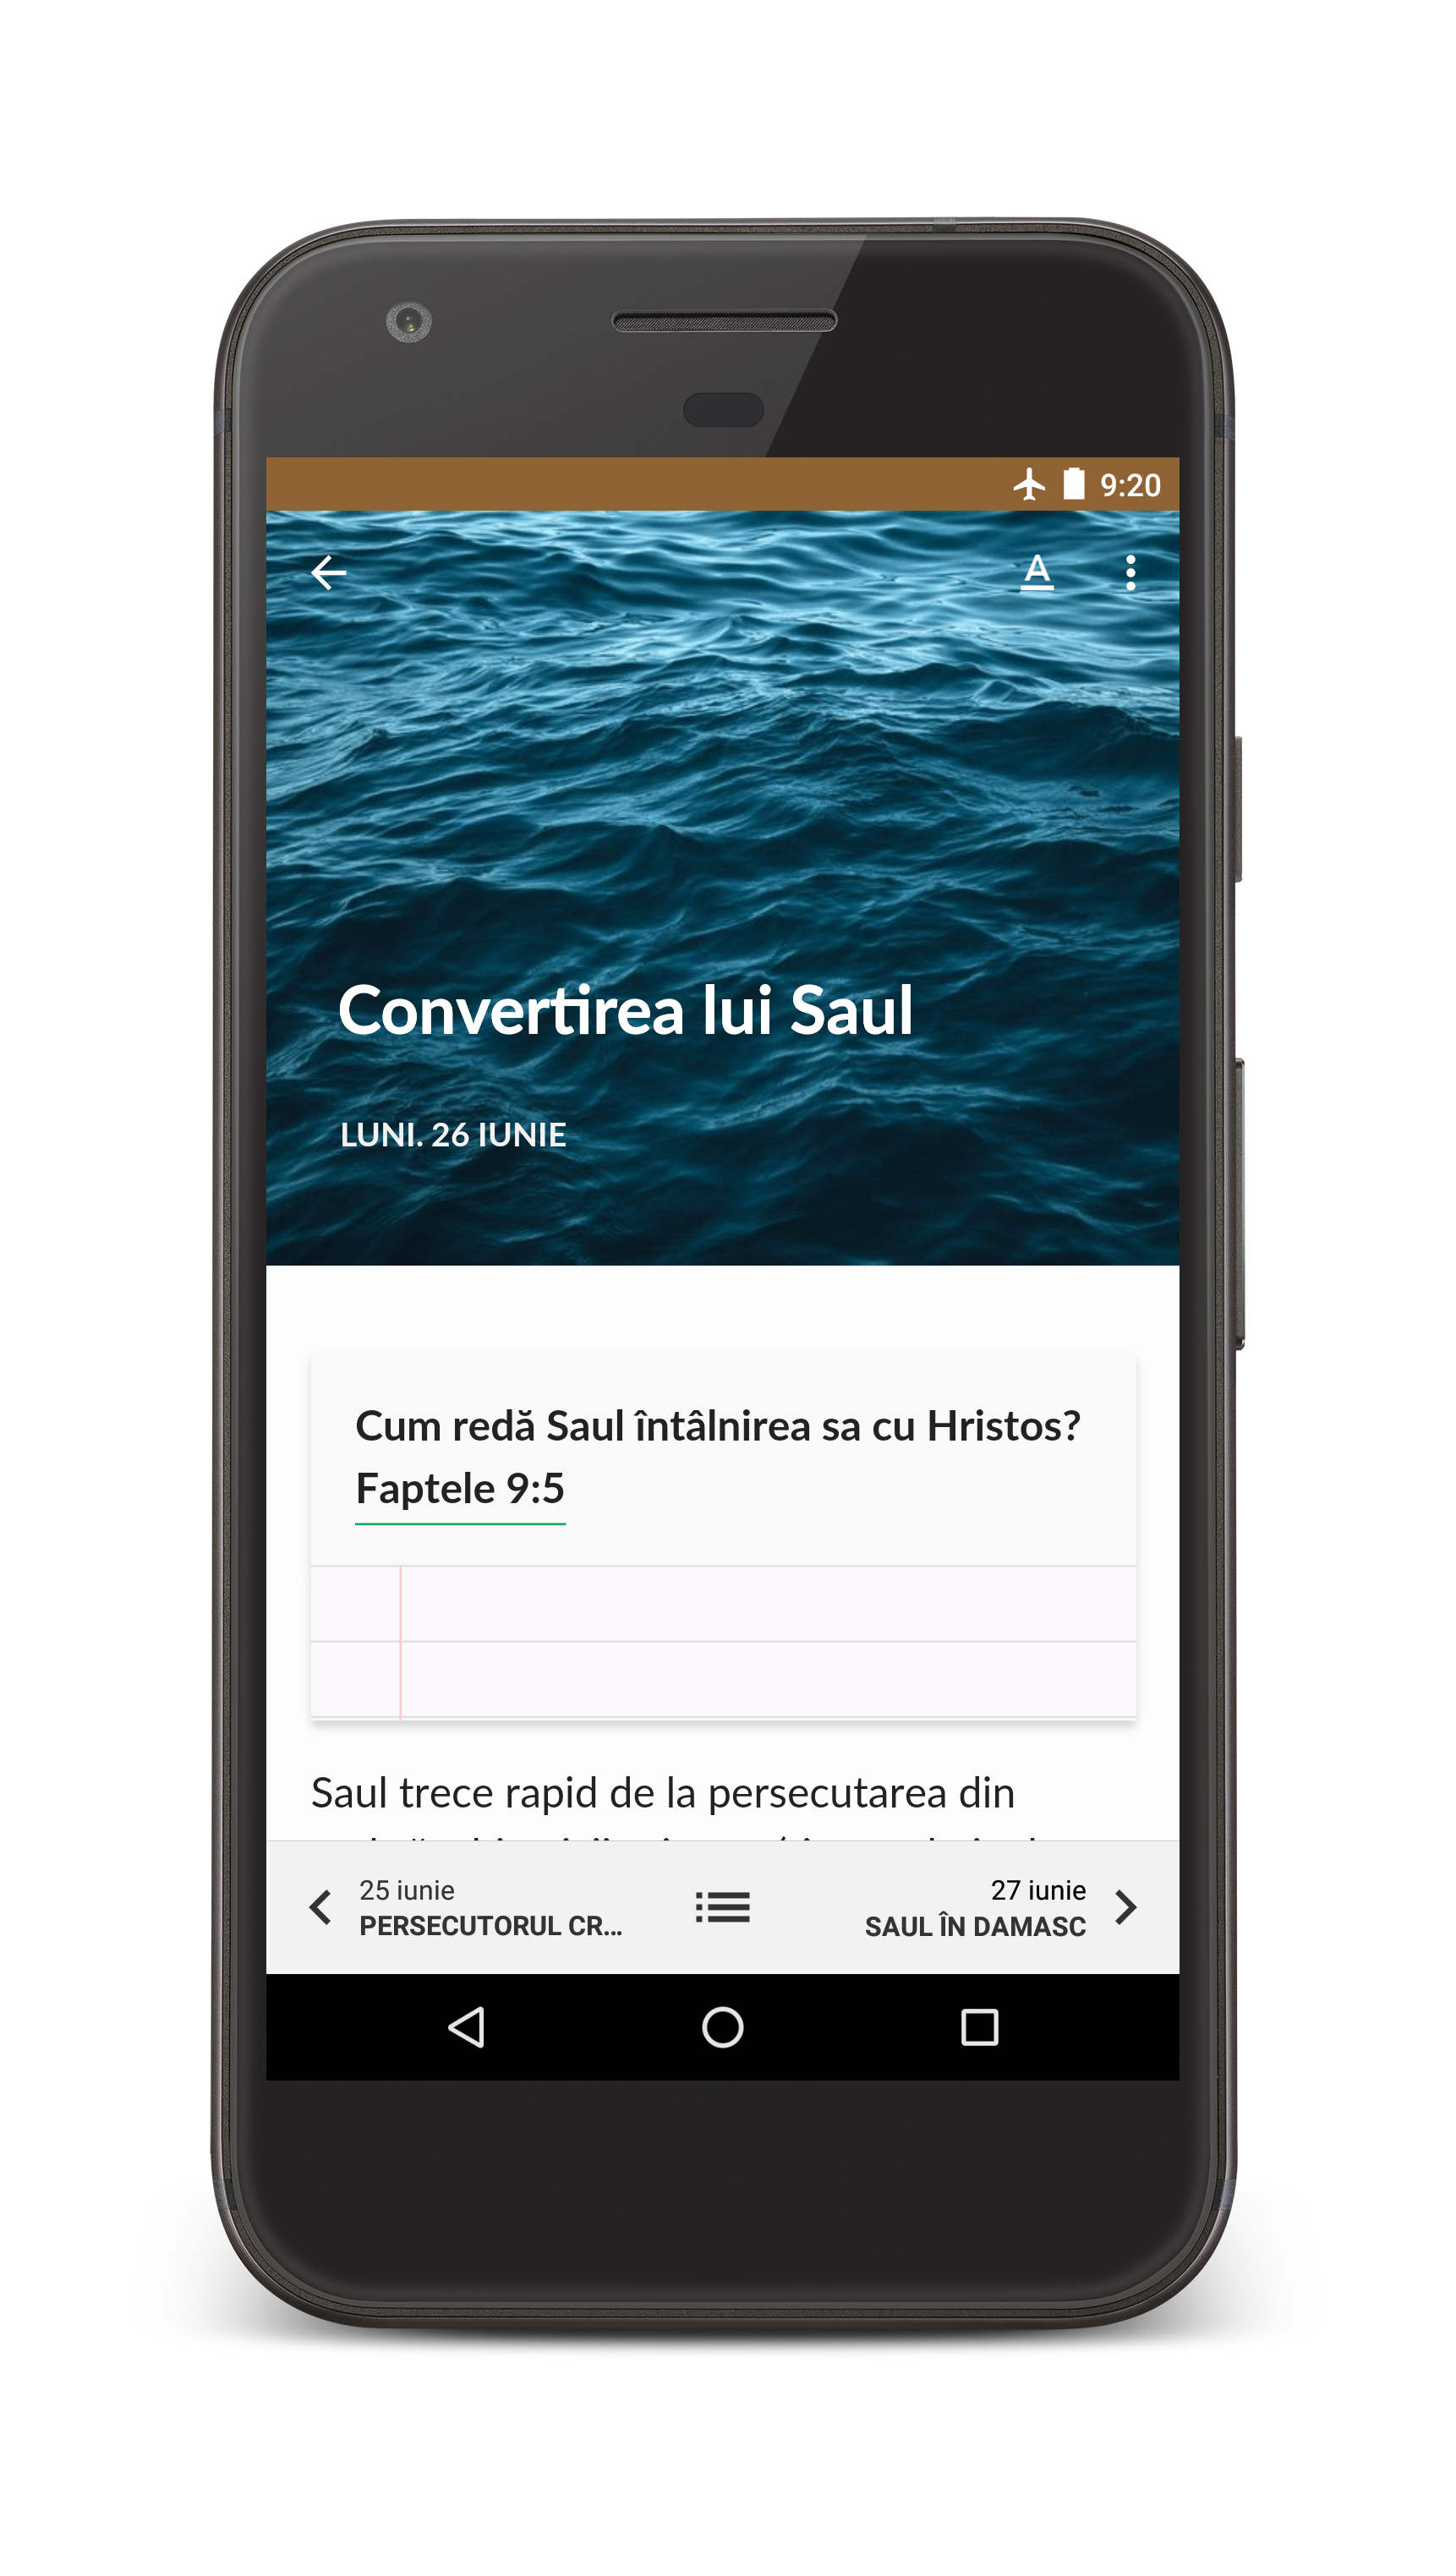 9:20
A
Convertirea lui Saul
LUNI. 26 IUNIE
Cum redă Saul întâlnirea sa cu Hristos?
Faptele 9:5
Saul trece rapid de la persecutarea din
25 iunie
PERSECUTORUL CR...
27 iunie
SAUL ÎN DAMASC